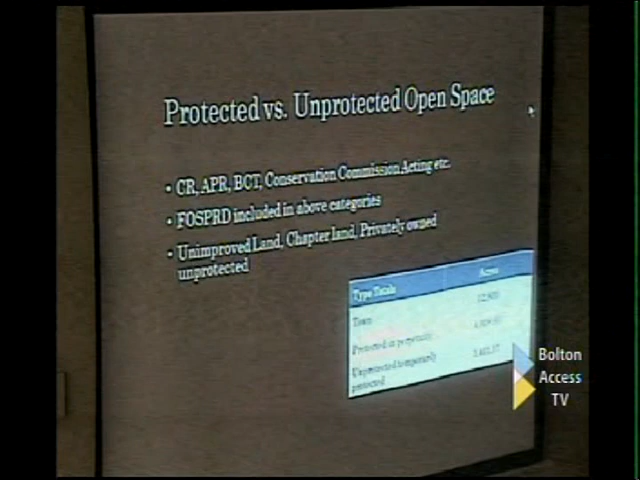 Protected vs. Unprotected Open Space
• CR, APR, BCT, Conservation Commission Acting etc.
• FOSPRD included in above categories
• Unimproved Land, Chapter land, Privately owned
unprotected
Type Totals Acres
Town
Protected in perpetuity
Unprotected/temporarily
protected
Bolton
Access
TV